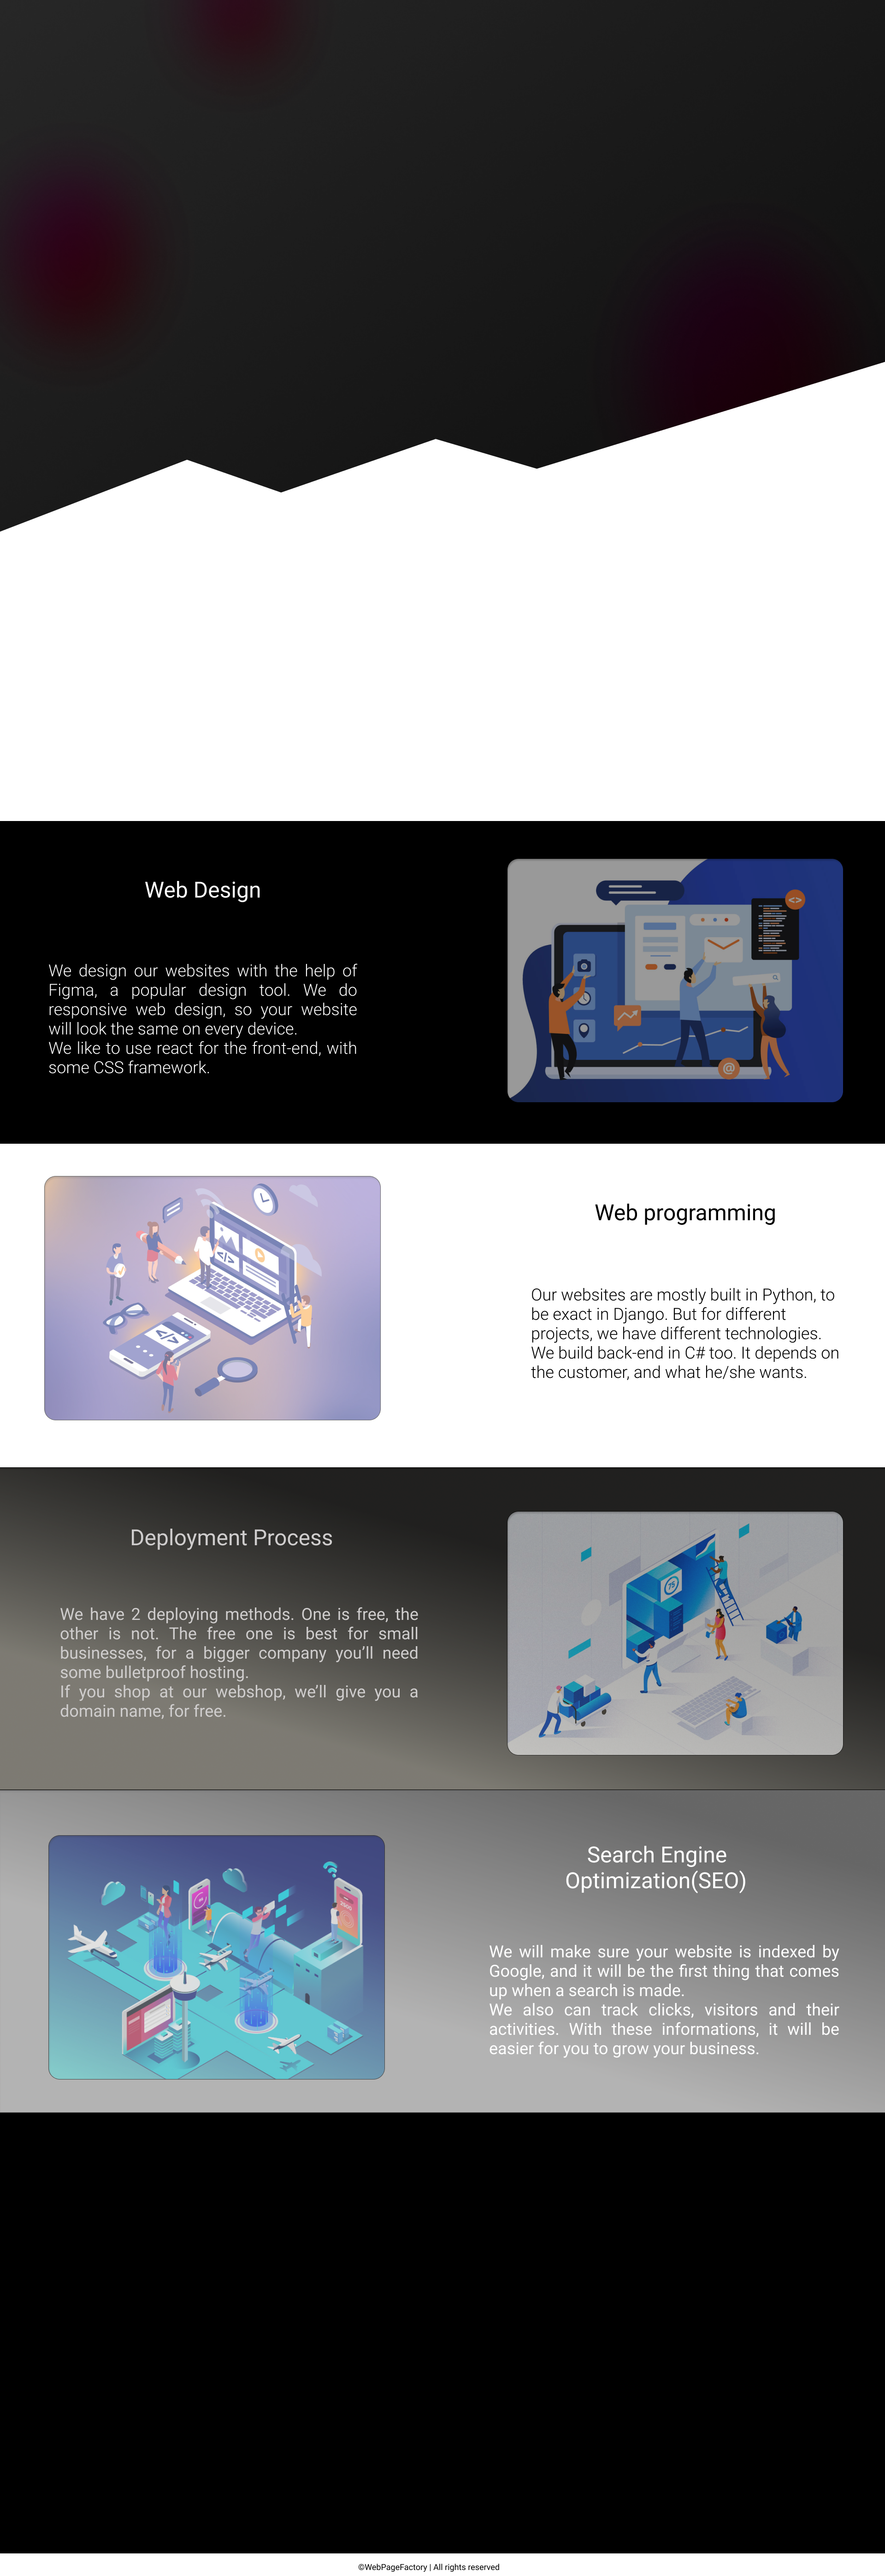 Web Design
We design our websites with the help of
Figma, a popular design tool. We do
responsive web design, so your website
will look the same on every device.
We like to use react for the front-end, with
some CSS framework.
Web programming
Our websites are mostly built in Python, to
be exact in Django. But for different
projects, we have different technologies.
We build back-end in C# too. It depends on
the customer, and what he/she wants.
Deployment Process
We have 2 deploying methods. One is free, the
other is not. The free one is best for small
businesses, for a bigger company you’ll need
some bulletproof hosting.
If you shop at our webshop, we’ll give you a
domain name, for free.
Search Engine
Optimization(SEO)
We will make sure your website is indexed by
Google, and it will be the first thing that comes
up when a search is made.
We also can track clicks, visitors and their
activities. With these informations, it will be
easier for you to grow your business.
©WebPageFactory | All rights reserved